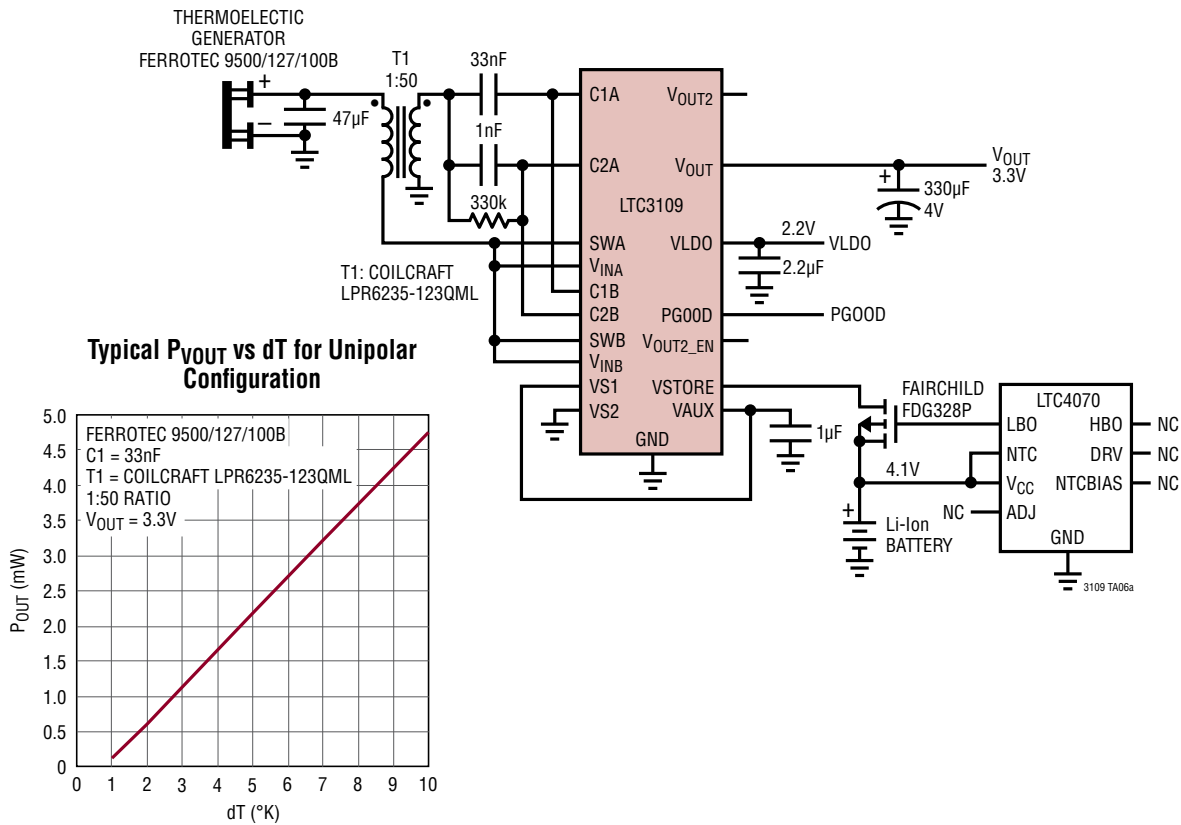 THERMOELECTIC
GENERATOR
FERROTEC 9500/127/100B
+
–
47µF
T1
1:50
33nF
1nF
330k
T1: COILCRAFT
LPR6235-123QML
C1A
C2A
SWA
VINA
C1B
C2B
SWB
VINB
VS1
VS2
LTC3109
VOUT2
VOUT
VLDO
PG00D
VOUT2_EN
VSTORE
VAUX
GND
VOUT
3.3V
+
330µF
4V
2.2V
VLDO
2.2µF
PGOOD
1µF
FAIRCHILD
FDG328P
4.1V
+
Li-Ion
BATTERY
NC
LTC4070
LBO
NTC
VCC
ADJ
HBO
DRV
NTCBIAS
GND
NC
NC
NC
3109 TA06a
Typical PVOUT vs dT for Unipolar
Configuration
FERROTEC 9500/127/100B
C1 = 33nF
T1 = COILCRAFT LPR6235-123QML
1:50 RATIO
VOUT = 3.3V
POUT (mW)
5.0
4.5
4.0
3.5
3.0
2.5
2.0
1.5
1.0
0.5
0
0 1 2 3 4 5 6 7 8 9 10
dT (°K)